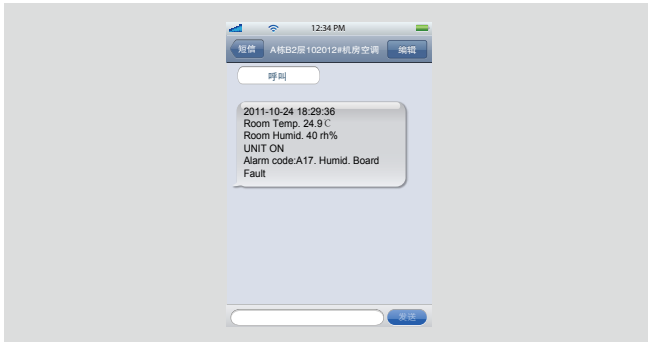 12:34 PM
短信 A栋B2层102012#机房空调 编辑
呼叫
2011-10-24 18:29:36
Room Temp. 24.9℃
Room Humid. 40 rh%
UNIT ON
Alarm code:A17. Humid. Board
Fault
发送